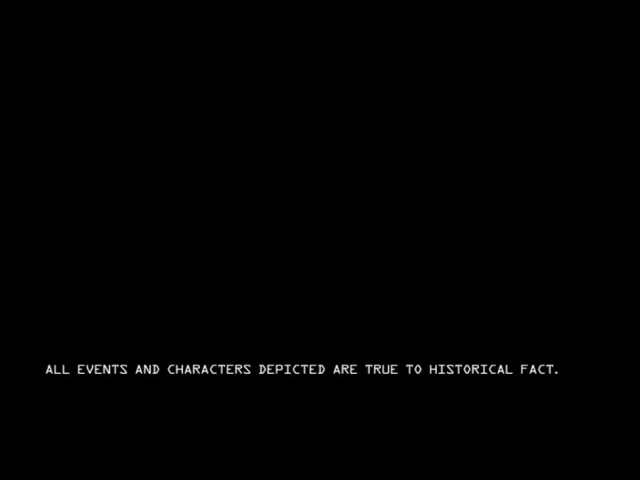 ALL EVENTS AND CHARACTERS DEPICTED ARE TRUE TO HISTORICAL FACT.